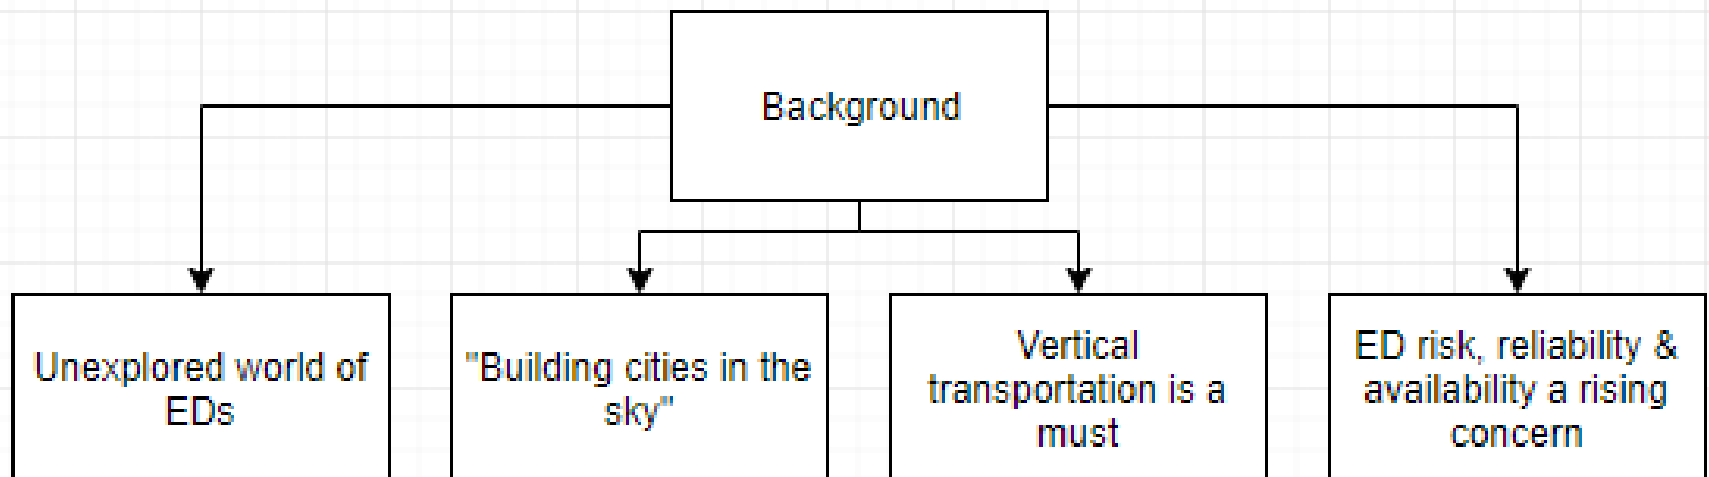 Background
Unexplored world of
EDs
"Building cities in the
sky"
Vertical
transportation is a
must
ED risk, reliability &
availability a rising
concern